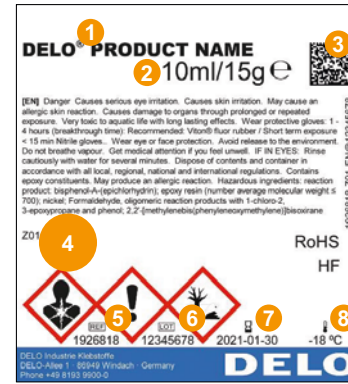 1
DELO® PRODUCT NAME
3
2 10ml/15g ℮
[EN] Danger Causes serious eye irritation. Causes skin irritation. May cause an
allergic skin reaction. Causes damage to organs through prolonged or repeated
exposure. Very toxic to aquatic life with long lasting effects. Wear protective gloves: 1 -
4 hours (breakthrough time): Recommended: Viton® fluor rubber / Short term exposure
< 15 min Nitrile gloves.. Wear eye or face protection. Avoid release to the environment.
Do not breathe vapour. Get medical attention if you feel unwell. IF IN EYES: Rinse
cautiously with water for several minutes. Dispose of contents and container in
accordance with all local, regional, national and international regulations. Contains
epoxy constituents. May produce an allergic reaction. Hazardous ingredients: reaction
product: bisphenol-A-(epichlorhydrin); epoxy resin (number average molecular weight ≤
700); nickel; Formaldehyde, oligomeric reaction products with 1-chloro-2,
3-epoxypropane and phenol; 2,2'-[methylenebis(phenyleneoxymethylene)]bisoxirane
Z01
4
RoHS
HF
5 6 7 8
REF LOT
1926818 12345678 2021-01-30 -18 ºC
DELO Industrie Klebstoffe
DELO-Allee 1 · 86949 Windach · Germany
Phone +49 8193 9900-0
DELO